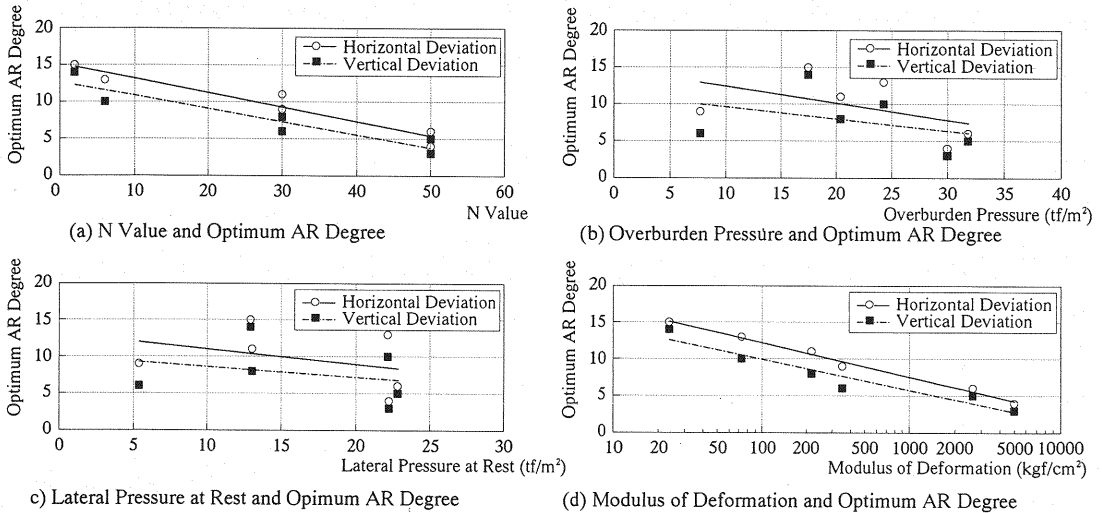 Optimum AR Degree
20
15
10
5
0
Horizontal Deviation
Vertical Deviation
0 10 20 30 40 50 60
N Value
(a) N Value and Optimum AR Degree
Optimum AR Degree
20
15
10
5
0
Horizontal Deviation
Vertical Deviation
0 5 10 15 20 25 30 35 40
Overburden Pressure (tf/m²)
(b) Overburden Pressure and Optimum AR Degree
Optimum AR Degree
20
15
10
5
0
Horizontal Deviation
Vertical Deviation
0 5 10 15 20 25 30
Lateral Pressure at Rest (tf/m²)
c) Lateral Pressure at Rest and Opimum AR Degree
Optimum AR Degree
20
15
10
5
0
Horizontal Deviation
Vertical Deviation
10 50 100 200 500 1000 2000 5000 10000
Modulus of Deformation (kgf/cm²)
(d) Modulus of Deformation and Optimum AR Degree